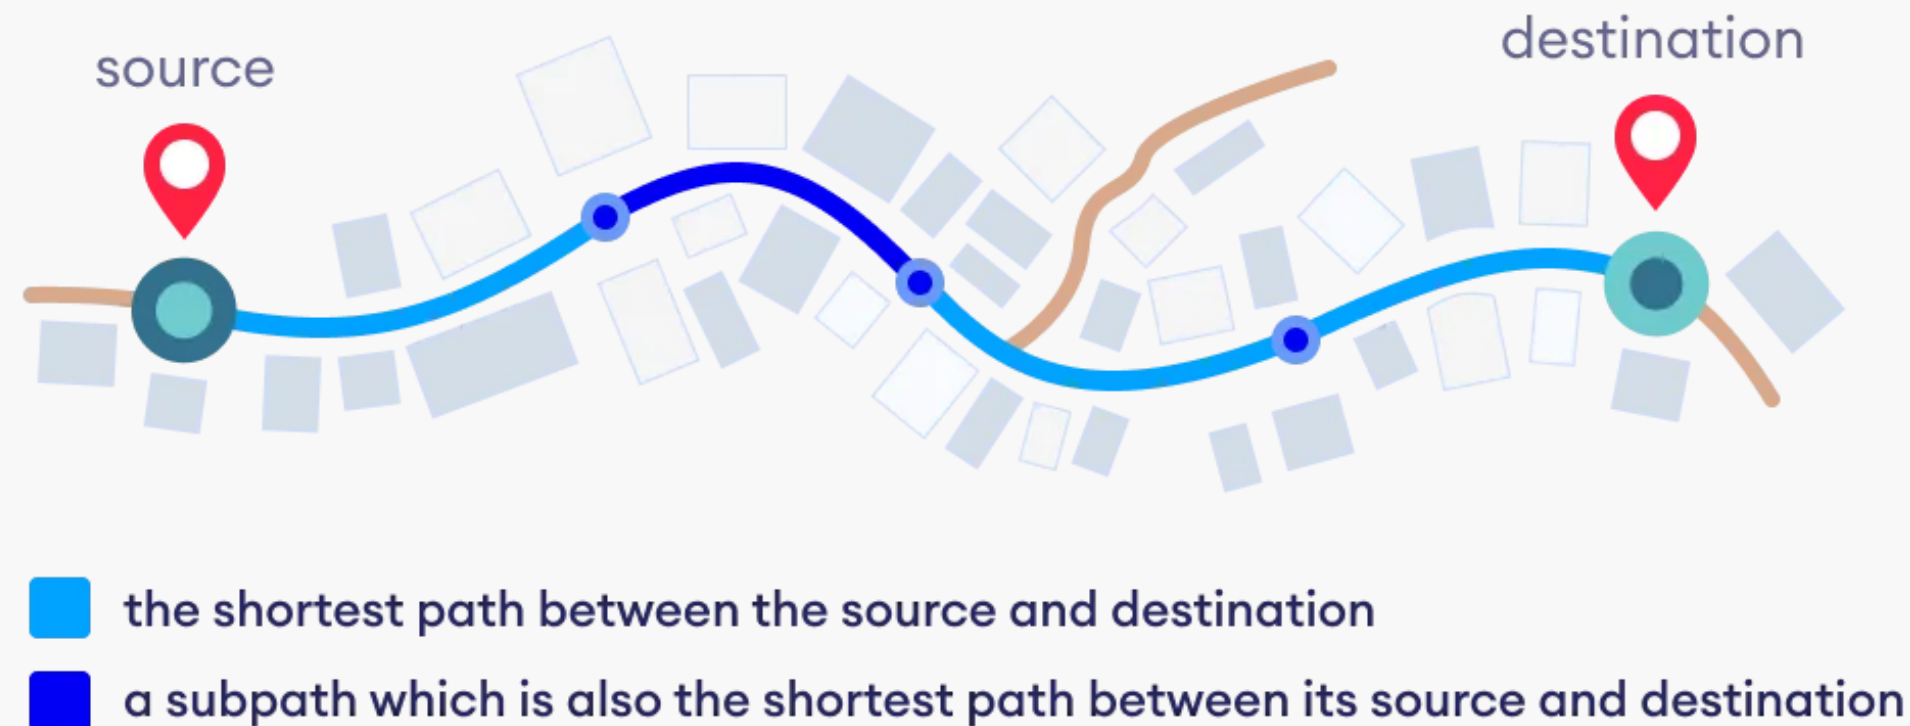 source
destination
the shortest path between the source and destination
a subpath which is also the shortest path between its source and destination